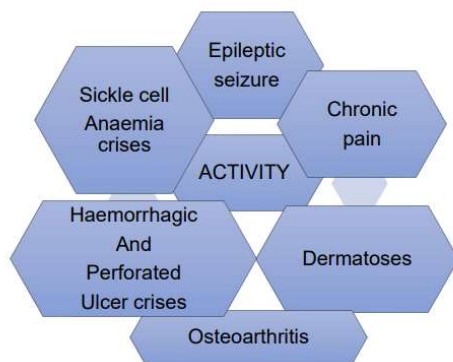 Epileptic
seizure
Sickle cell
Anaemia
crises
Chronic
pain
ACTIVITY
Haemorrhagic
And
Perforated
Ulcer crises
Dermatoses
Osteoarthritis